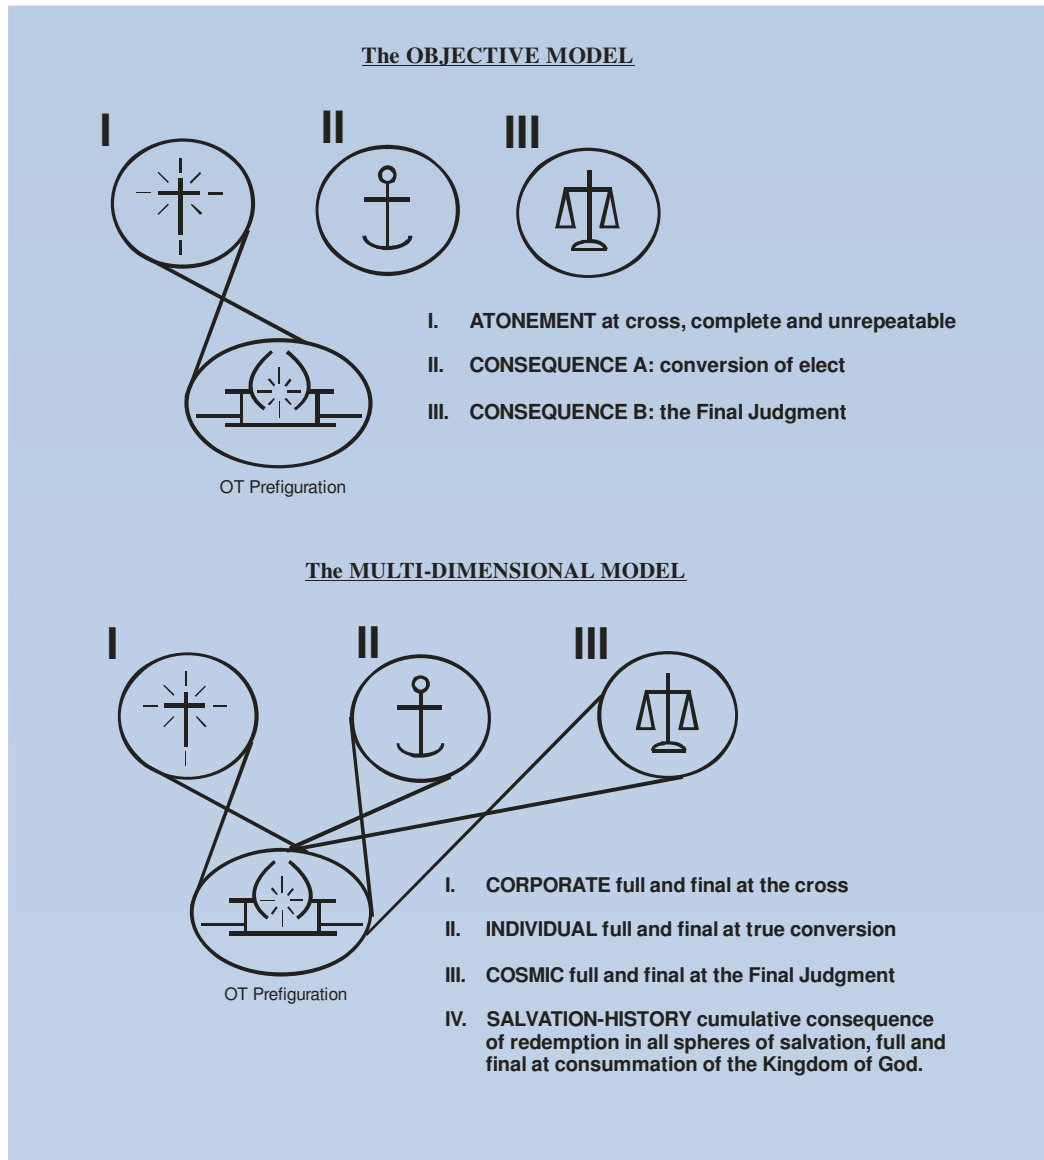 The OBJECTIVE MODEL
I
II
III
I. ATONEMENT at cross, complete and unrepeatable
II. CONSEQUENCE A: conversion of elect
III. CONSEQUENCE B: the Final Judgment
OT Prefiguration
The MULTI-DIMENSIONAL MODEL
I
II
III
I. CORPORATE full and final at the cross
II. INDIVIDUAL full and final at true conversion
III. COSMIC full and final at the Final Judgment
OT Prefiguration
IV. SALVATION-HISTORY cumulative consequence
of redemption in all spheres of salvation, full and
final at consummation of the Kingdom of God.